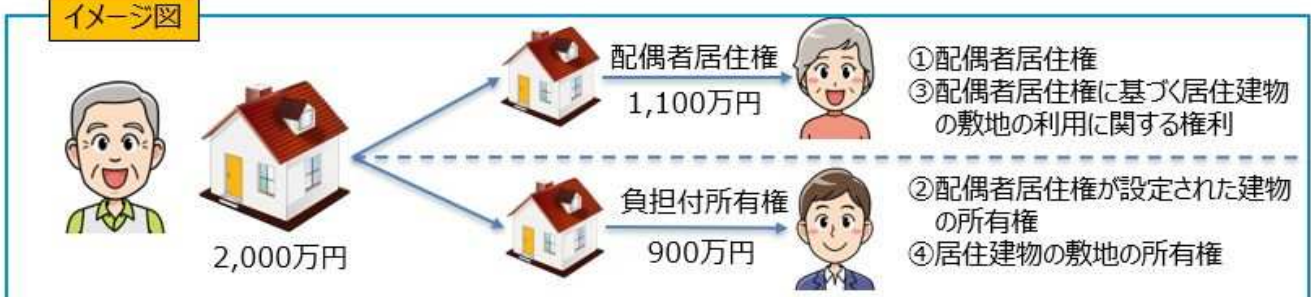 イメージ図
配偶者居住権
1,100万円
①配偶者居住権
③配偶者居住権に基づく居住建物
の敷地の利用に関する権利
2,000万円
負担付所有権
900万円
②配偶者居住権が設定された建物
の所有権
④居住建物の敷地の所有権